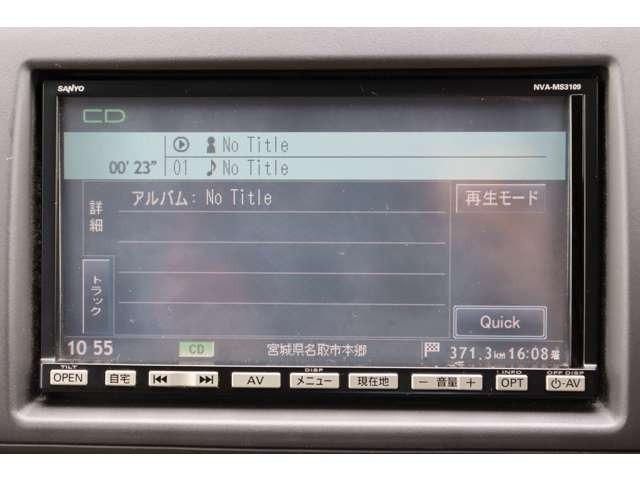 SANYO NVA-MS3109
CD
No Title
00' 23" 01 No Title
詳細 アルバム: No Title 再生モード
トラック
Quick
10 55 CD 宮城県名取市本郷 371.3km 16:08着
TILT DISP INFO OFF DISP
OPEN 自宅 AV メニュー 現在地 － 音量 ＋ OPT ⏻-AV